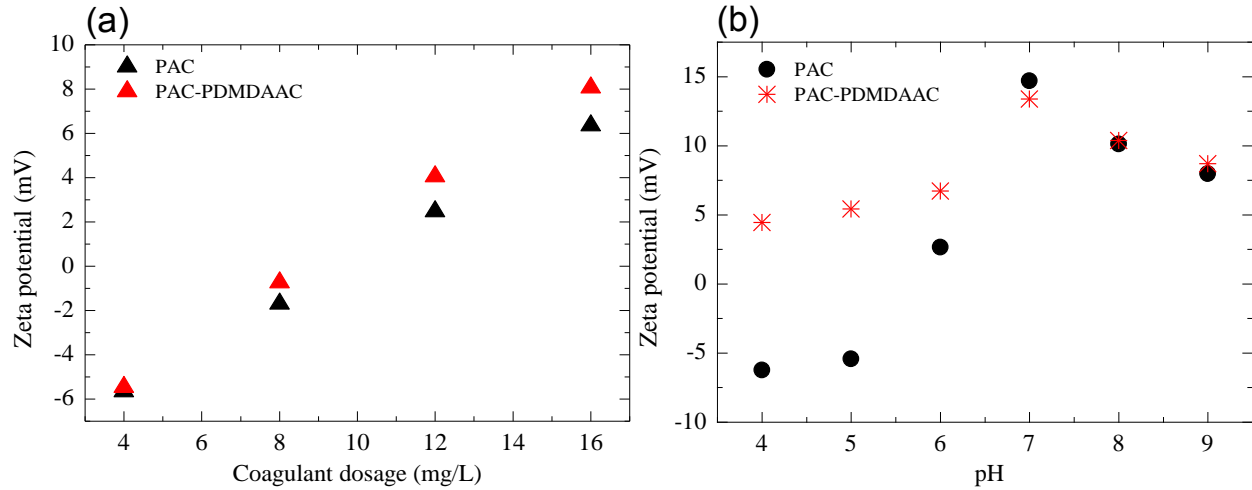 (a)
PAC
PAC-PDMDAAC
Zeta potential (mV)
10
8
6
4
2
0
-2
-4
-6
4
6
8
10
12
14
16
Coagulant dosage (mg/L)
(b)
PAC
PAC-PDMDAAC
Zeta potential (mV)
15
10
5
0
-5
-10
4
5
6
7
8
9
pH